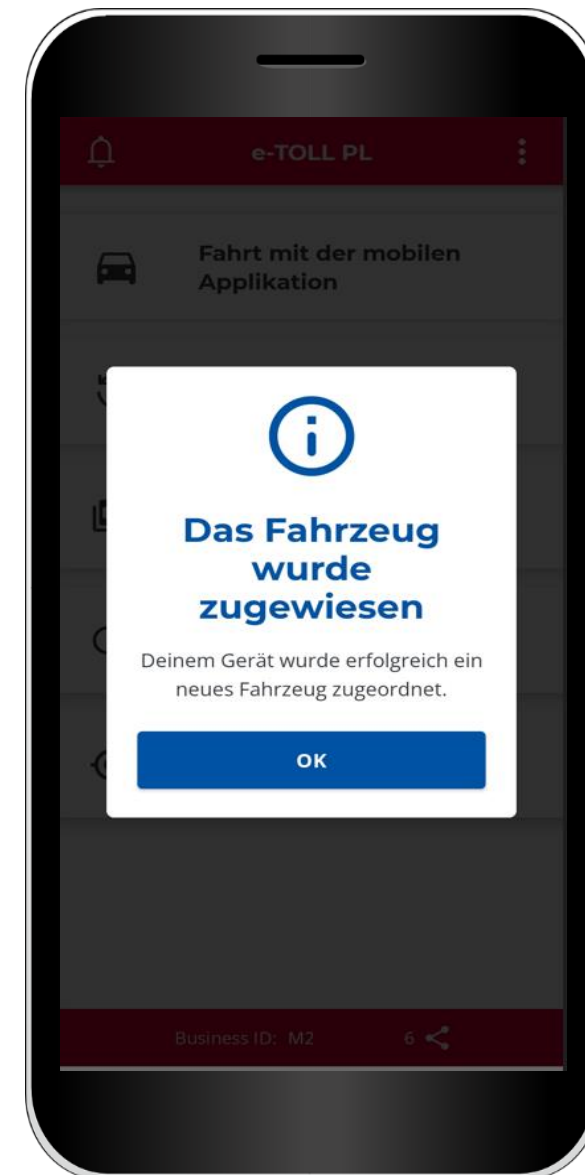 e-TOLL PL
Fahrt mit der mobilen
Applikation
Das Fahrzeug
wurde
zugewiesen
Deinem Gerät wurde erfolgreich ein
neues Fahrzeug zugeordnet.
OK
Business ID: M2 6